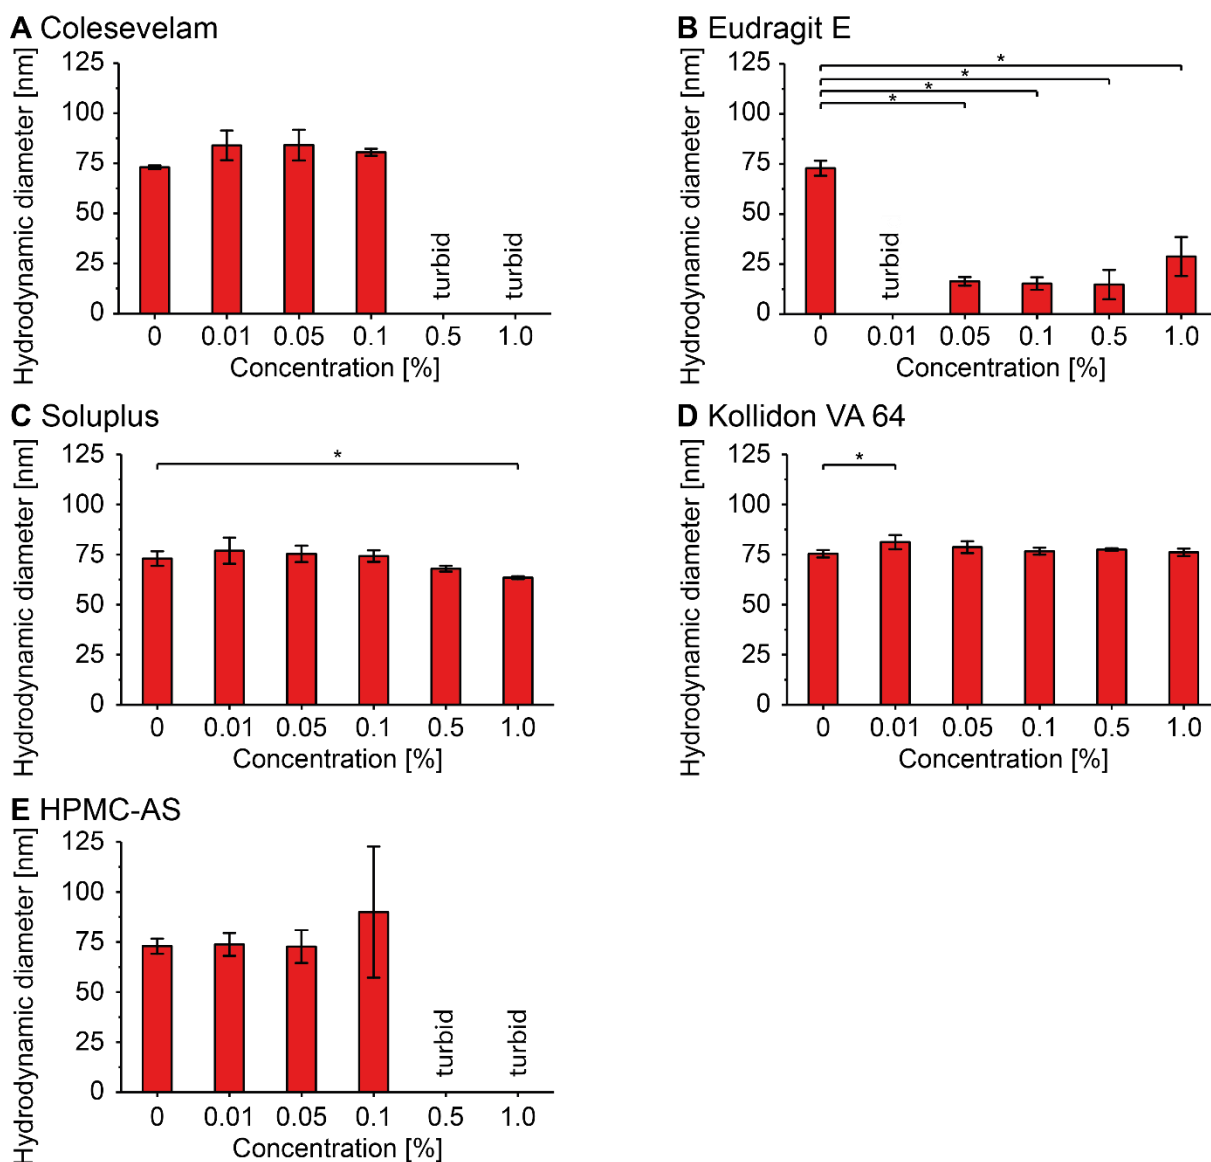 A Colesevelam
Hydrodynamic diameter [nm]
125
100
75
50
25
0
turbid
turbid
0 0.01 0.05 0.1 0.5 1.0
Concentration [%]
B Eudragit E
Hydrodynamic diameter [nm]
125
100
75
50
25
0
*
*
*
*
turbid
0 0.01 0.05 0.1 0.5 1.0
Concentration [%]
C Soluplus
Hydrodynamic diameter [nm]
125
100
75
50
25
0
*
0 0.01 0.05 0.1 0.5 1.0
Concentration [%]
D Kollidon VA 64
Hydrodynamic diameter [nm]
125
100
75
50
25
0
*
0 0.01 0.05 0.1 0.5 1.0
Concentration [%]
E HPMC-AS
Hydrodynamic diameter [nm]
125
100
75
50
25
0
turbid
turbid
0 0.01 0.05 0.1 0.5 1.0
Concentration [%]